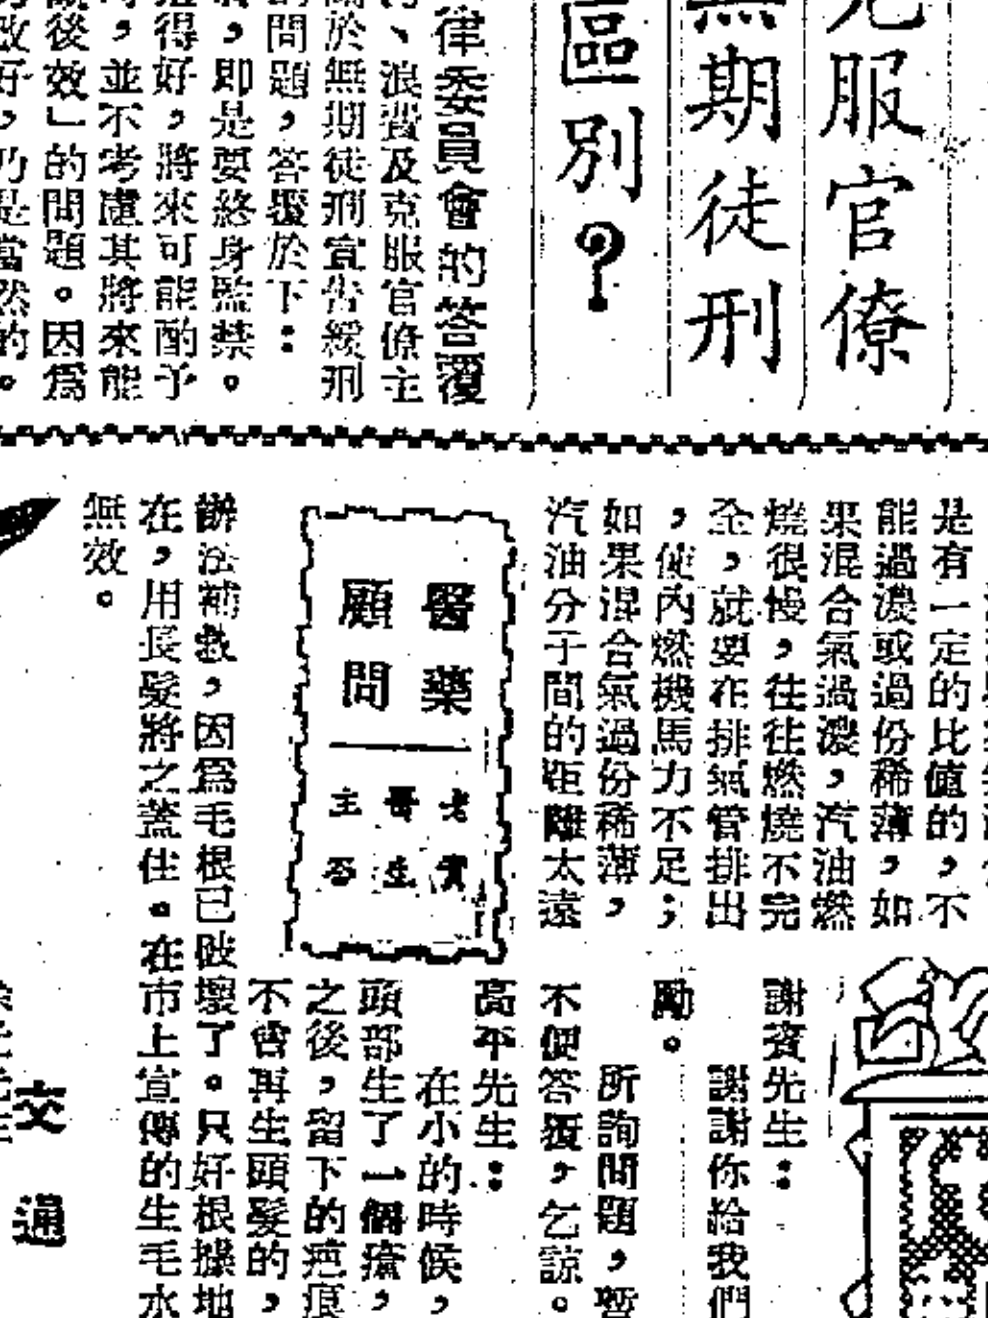 克服官僚
無期徒刑
區別？
律委員會的答覆
、浪費及克服官僚主
關於無期徒刑宣告緩刑
的問題，答覆於下：
，即是要終身監禁。
得好，將來可能酌予
，並不考慮其將來能
後效」的問題。因爲
改好，仍是當然的。
是有一定的比值的，不
能過濃或過份稀薄，如
果混合氣過濃，汽油燃
燒很慢，往往燃燒不完
全，就要在排氣管排出
，使內燃機馬力不足；
如果混合氣過份稀薄，
汽油分子間的距離太遠
醫藥
顧問
老實
醫生
主答
謝賓先生：
謝謝你給我們
勵。
所詢問題，暫
不便答覆，乞諒。
高平先生：
在小的時候，
頭部生了一個瘡，
之後，留下的疤痕
不會再生頭髮的，
辦法補救，因爲毛根已破壞了。只好根據地
在，用長髮將之蓋住。在市上宣傳的生毛水
無效。
交通